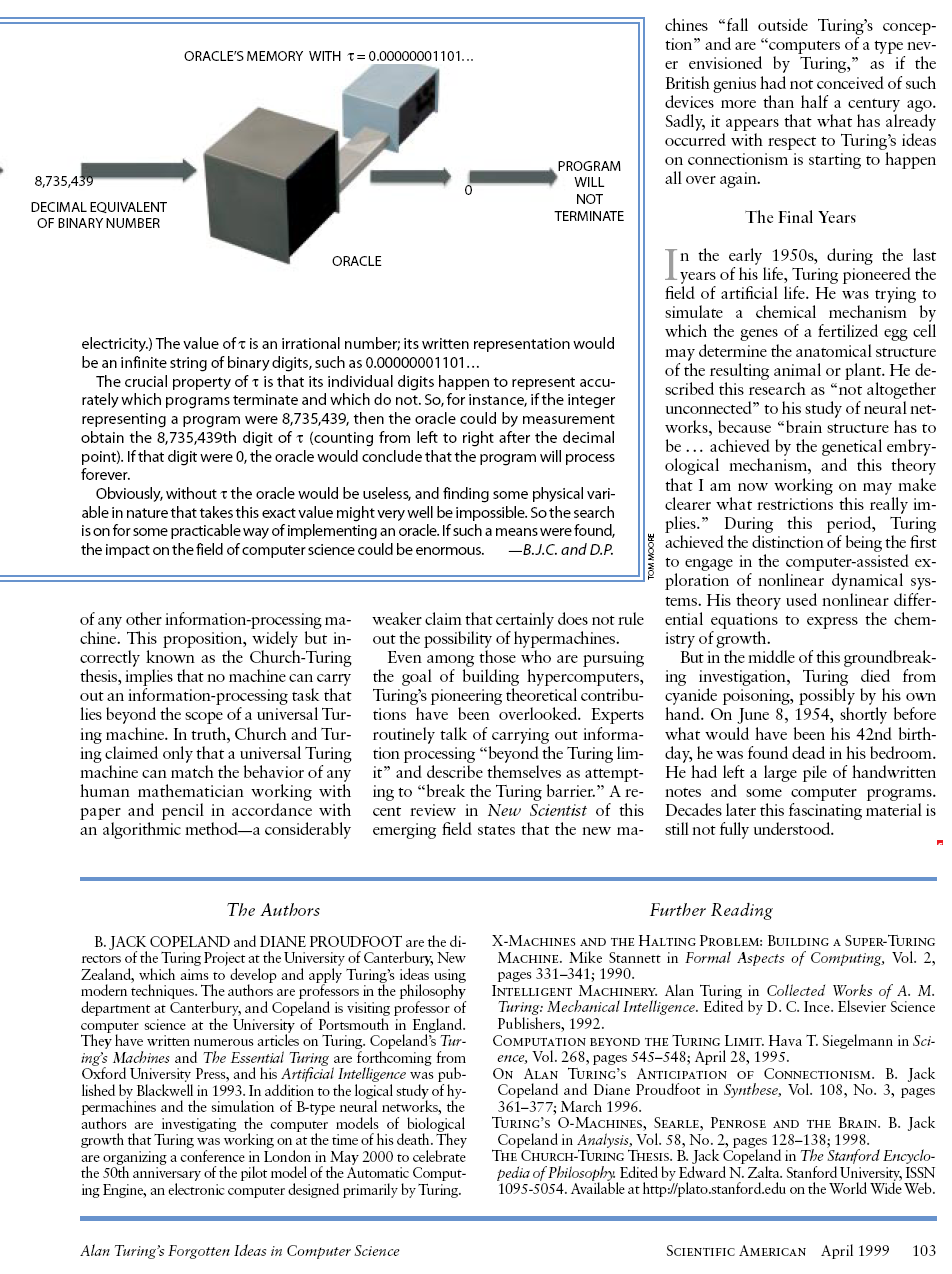 ORACLE’S MEMORY WITH τ = 0.00000001101…
8,735,439
DECIMAL EQUIVALENT
OF BINARY NUMBER
ORACLE
0
PROGRAM
WILL
NOT
TERMINATE
electricity.) The value of τ is an irrational number; its written representation would
be an infinite string of binary digits, such as 0.00000001101…
The crucial property of τ is that its individual digits happen to represent accu-
rately which programs terminate and which do not. So, for instance, if the integer
representing a program were 8,735,439, then the oracle could by measurement
obtain the 8,735,439th digit of τ (counting from left to right after the decimal
point). If that digit were 0, the oracle would conclude that the program will process
forever.
Obviously, without τ the oracle would be useless, and finding some physical vari-
able in nature that takes this exact value might very well be impossible. So the search
is on for some practicable way of implementing an oracle. If such a means were found,
the impact on the field of computer science could be enormous. —B.J.C. and D.P.
TOM MOORE
of any other information-processing ma-
chine. This proposition, widely but in-
correctly known as the Church-Turing
thesis, implies that no machine can carry
out an information-processing task that
lies beyond the scope of a universal Tur-
ing machine. In truth, Church and Tur-
ing claimed only that a universal Turing
machine can match the behavior of any
human mathematician working with
paper and pencil in accordance with
an algorithmic method—a considerably
weaker claim that certainly does not rule
out the possibility of hypermachines.
Even among those who are pursuing
the goal of building hypercomputers,
Turing’s pioneering theoretical contribu-
tions have been overlooked. Experts
routinely talk of carrying out informa-
tion processing “beyond the Turing lim-
it” and describe themselves as attempt-
ing to “break the Turing barrier.” A re-
cent review in New Scientist of this
emerging field states that the new ma-
chines “fall outside Turing’s concep-
tion” and are “computers of a type nev-
er envisioned by Turing,” as if the
British genius had not conceived of such
devices more than half a century ago.
Sadly, it appears that what has already
occurred with respect to Turing’s ideas
on connectionism is starting to happen
all over again.
The Final Years
In the early 1950s, during the last
years of his life, Turing pioneered the
field of artificial life. He was trying to
simulate a chemical mechanism by
which the genes of a fertilized egg cell
may determine the anatomical structure
of the resulting animal or plant. He de-
scribed this research as “not altogether
unconnected” to his study of neural net-
works, because “brain structure has to
be … achieved by the genetical embry-
ological mechanism, and this theory
that I am now working on may make
clearer what restrictions this really im-
plies.” During this period, Turing
achieved the distinction of being the first
to engage in the computer-assisted ex-
ploration of nonlinear dynamical sys-
tems. His theory used nonlinear differ-
ential equations to express the chem-
istry of growth.
But in the middle of this groundbreak-
ing investigation, Turing died from
cyanide poisoning, possibly by his own
hand. On June 8, 1954, shortly before
what would have been his 42nd birth-
day, he was found dead in his bedroom.
He had left a large pile of handwritten
notes and some computer programs.
Decades later this fascinating material is
still not fully understood.
The Authors
B. JACK COPELAND and DIANE PROUDFOOT are the di-
rectors of the Turing Project at the University of Canterbury, New
Zealand, which aims to develop and apply Turing’s ideas using
modern techniques. The authors are professors in the philosophy
department at Canterbury, and Copeland is visiting professor of
computer science at the University of Portsmouth in England.
They have written numerous articles on Turing. Copeland’s Tur-
ing’s Machines and The Essential Turing are forthcoming from
Oxford University Press, and his Artificial Intelligence was pub-
lished by Blackwell in 1993. In addition to the logical study of hy-
permachines and the simulation of B-type neural networks, the
authors are investigating the computer models of biological
growth that Turing was working on at the time of his death. They
are organizing a conference in London in May 2000 to celebrate
the 50th anniversary of the pilot model of the Automatic Comput-
ing Engine, an electronic computer designed primarily by Turing.
Further Reading
X-Machines and the Halting Problem: Building a Super-Turing
Machine. Mike Stannett in Formal Aspects of Computing, Vol. 2,
pages 331–341; 1990.
Intelligent Machinery. Alan Turing in Collected Works of A. M.
Turing: Mechanical Intelligence. Edited by D. C. Ince. Elsevier Science
Publishers, 1992.
Computation beyond the Turing Limit. Hava T. Siegelmann in Sci-
ence, Vol. 268, pages 545–548; April 28, 1995.
On Alan Turing’s Anticipation of Connectionism. B. Jack
Copeland and Diane Proudfoot in Synthese, Vol. 108, No. 3, pages
361–377; March 1996.
Turing’s O-Machines, Searle, Penrose and the Brain. B. Jack
Copeland in Analysis, Vol. 58, No. 2, pages 128–138; 1998.
The Church-Turing Thesis. B. Jack Copeland in The Stanford Encyclo-
pedia of Philosophy. Edited by Edward N. Zalta. Stanford University, ISSN
1095-5054. Available at http://plato.stanford.edu on the World Wide Web.
Alan Turing’s Forgotten Ideas in Computer Science
Scientific American April 1999 103